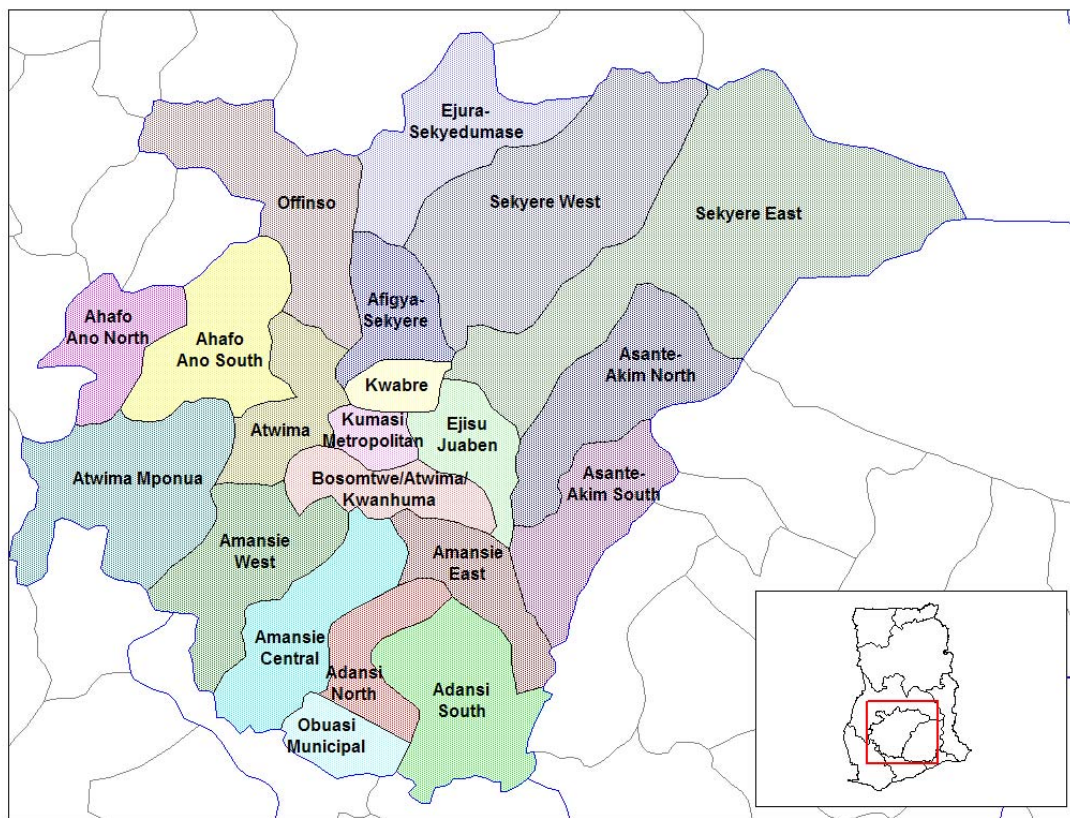 Ejura-
Sekyedumase
Offinso
Sekyere West
Sekyere East
Afigya-
Sekyere
Ahafo
Ano North
Ahafo
Ano South
Asante-
Akim North
Kwabre
Atwima
Kumasi
Metropolitan
Ejisu
Juaben
Atwima Mponua
Bosomtwe/Atwima/
Kwanhuma
Asante-
Akim South
Amansie
West
Amansie
East
Amansie
Central
Adansi
North
Adansi
South
Obuasi
Municipal